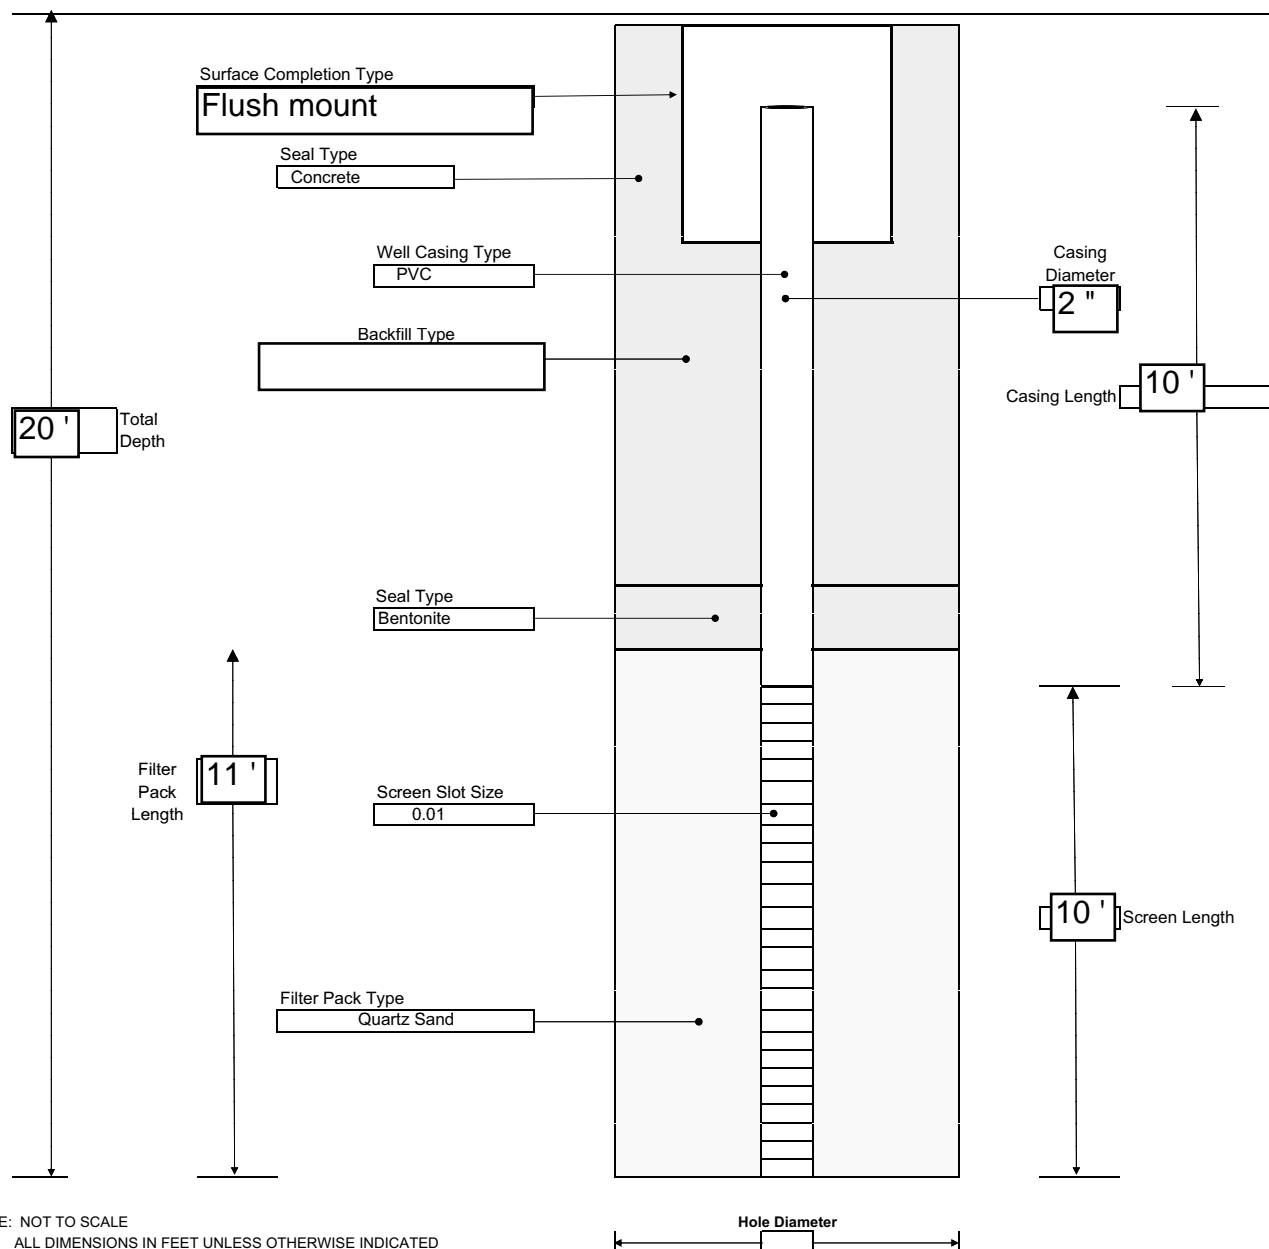 Surface Completion Type
Flush mount
Seal Type
Concrete
Well Casing Type
PVC
Casing
Diameter
2 "
Backfill Type
Casing Length
10 '
20 '
Total
Depth
Seal Type
Bentonite
Filter
Pack
Length
11 '
Screen Slot Size
0.01
10 '
Screen Length
Filter Pack Type
Quartz Sand
E: NOT TO SCALE
ALL DIMENSIONS IN FEET UNLESS OTHERWISE INDICATED
Hole Diameter